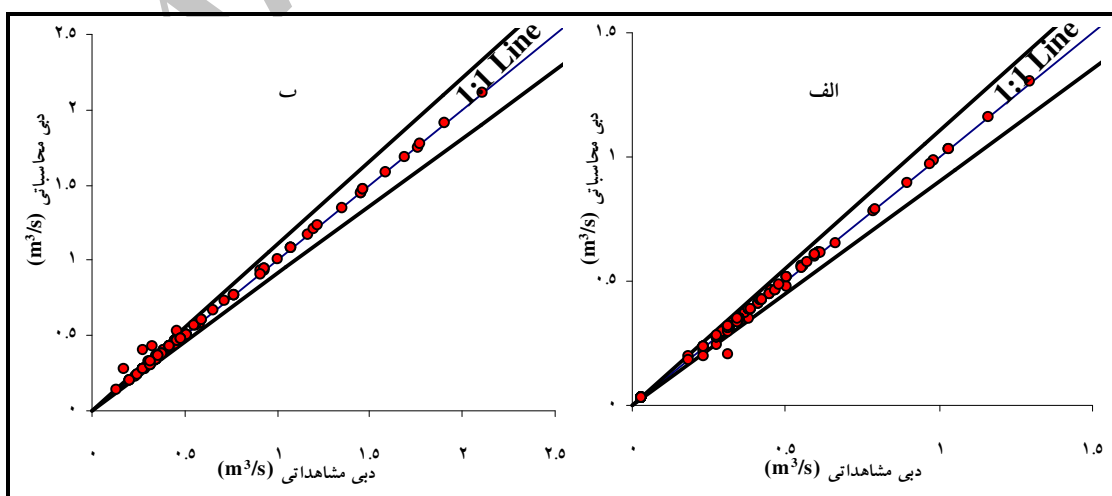 الف
1:1 Line
۱.۵
۱
۰.۵
۰
دبی محاسباتی
(m³/s)
۰
۰.۵
۱
۱.۵
دبی مشاهداتی (m³/s)
ب
1:1 Line
۲.۵
۲
۱.۵
۱
۰.۵
۰
دبی محاسباتی
(m³/s)
۰
۰.۵
۱
۱.۵
۲
۲.۵
دبی مشاهداتی (m³/s)